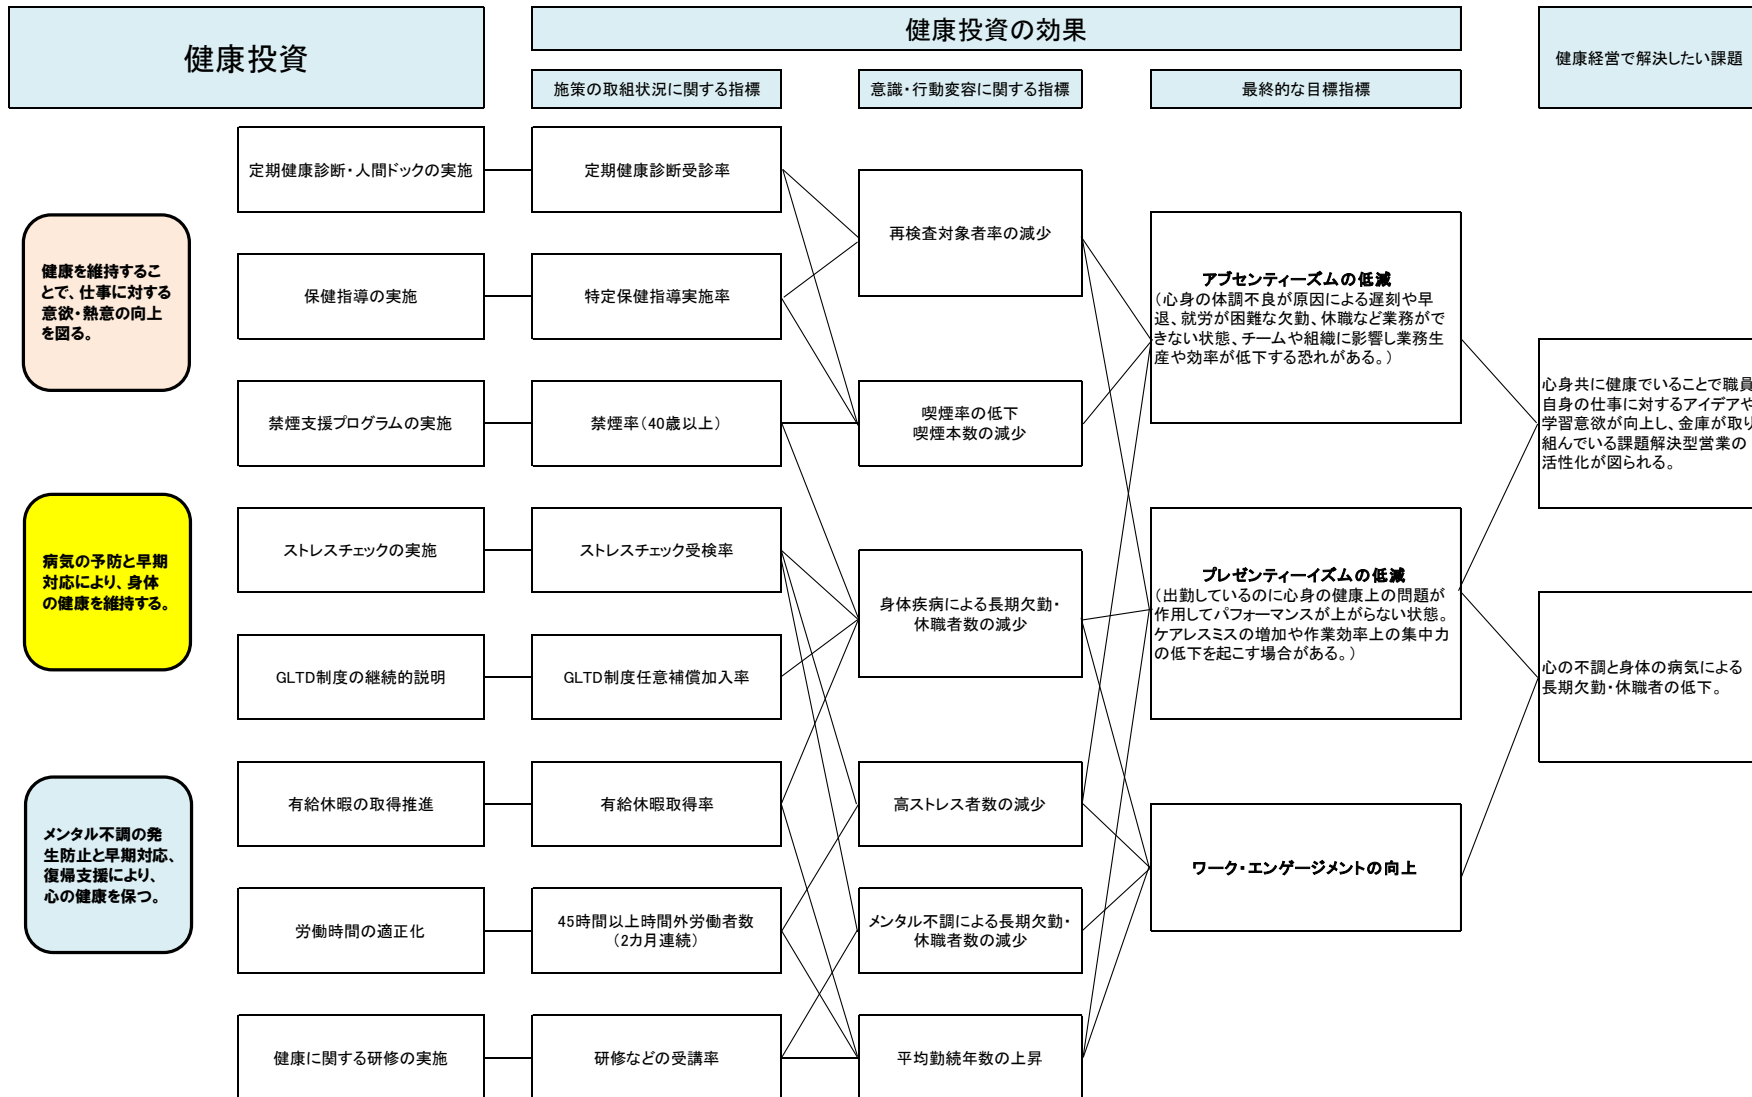 健康投資
健康投資の効果
健康経営で解決したい課題
施策の取組状況に関する指標
意識・行動変容に関する指標
最終的な目標指標
健康を維持するこ
とで、仕事に対する
意欲・熱意の向上
を図る。
病気の予防と早期
対応により、身体
の健康を維持する。
メンタル不調の発
生防止と早期対応、
復帰支援により、
心の健康を保つ。
定期健康診断・人間ドックの実施
保健指導の実施
禁煙支援プログラムの実施
ストレスチェックの実施
GLTD制度の継続的説明
有給休暇の取得推進
労働時間の適正化
健康に関する研修の実施
定期健康診断受診率
特定保健指導実施率
禁煙率(40歳以上)
ストレスチェック受検率
GLTD制度任意補償加入率
有給休暇取得率
45時間以上時間外労働者数
(2カ月連続)
研修などの受講率
再検査対象者率の減少
喫煙率の低下
喫煙本数の減少
身体疾病による長期欠勤・
休職者数の減少
高ストレス者数の減少
メンタル不調による長期欠勤・
休職者数の減少
平均勤続年数の上昇
アブセンティーズムの低減
(心身の体調不良が原因による遅刻や早
退、就労が困難な欠勤、休職など業務がで
きない状態、チームや組織に影響し業務生
産や効率が低下する恐れがある。)
プレゼンティーイズムの低減
(出勤しているのに心身の健康上の問題が
作用してパフォーマンスが上がらない状態。
ケアレスミスの増加や作業効率上の集中力
の低下を起こす場合がある。)
ワーク・エンゲージメントの向上
心身共に健康でいることで職員
自身の仕事に対するアイデアや
学習意欲が向上し、金庫が取り
組んでいる課題解決型営業の
活性化が図られる。
心の不調と身体の病気による
長期欠勤・休職者の低下。